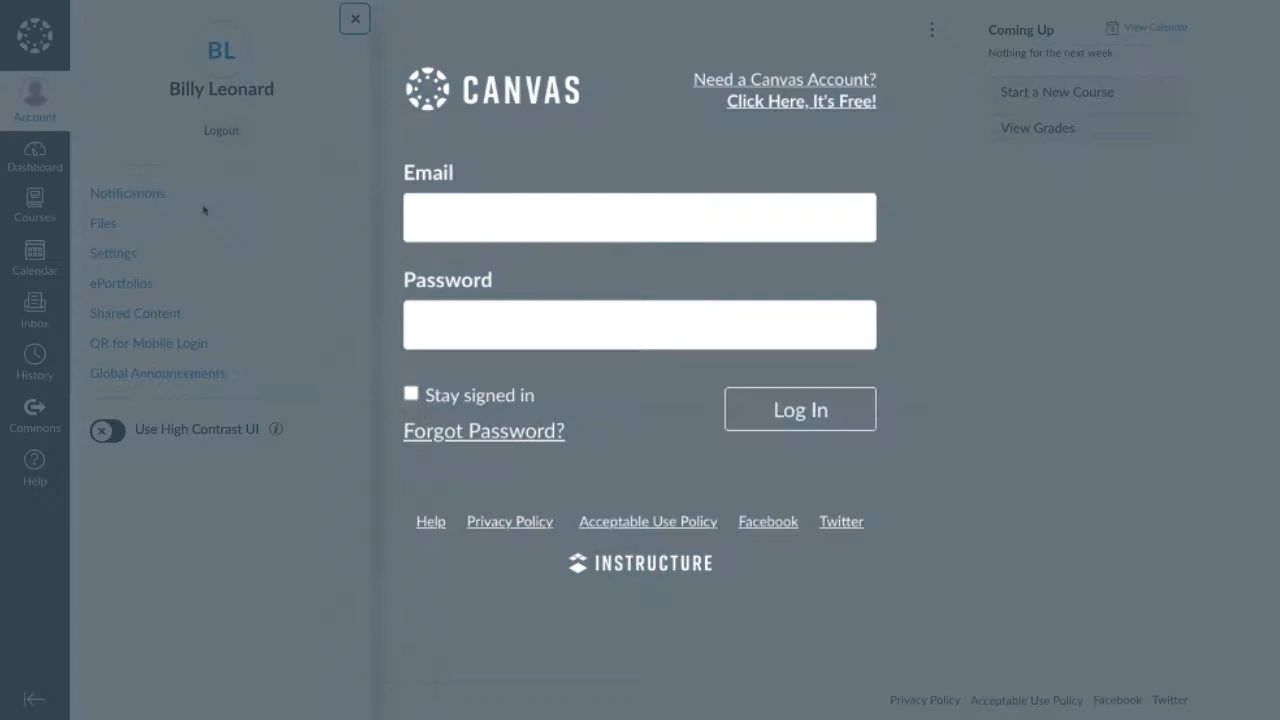 Account
Dashboard
Courses
Calendar
Inbox
History
Commons
Help
BL
Billy Leonard
Logout
Notifications
Files
Settings
ePortfolios
Shared Content
QR for Mobile Login
Global Announcements
Use High Contrast UI
CANVAS
Need a Canvas Account?
Click Here, It's Free!
Email
Password
Stay signed in
Log In
Forgot Password?
Help Privacy Policy Acceptable Use Policy Facebook Twitter
INSTRUCTURE
Coming Up
View Calendar
Nothing for the next week
Start a New Course
View Grades
Privacy Policy Acceptable Use Policy Facebook Twitter